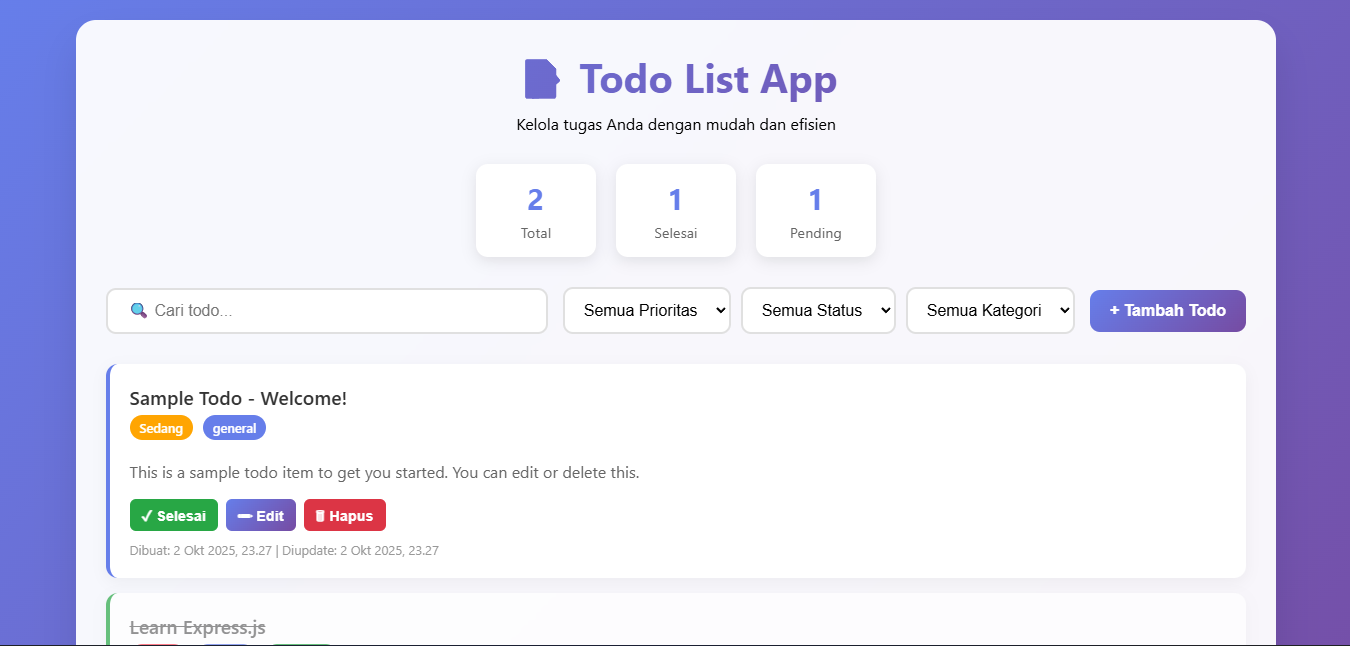 Todo List App
Kelola tugas Anda dengan mudah dan efisien
2 1 1
Total Selesai Pending
🔍 Cari todo... Semua Prioritas Semua Status Semua Kategori + Tambah Todo
Sample Todo - Welcome!
Sedang general
This is a sample todo item to get you started. You can edit or delete this.
✓ Selesai Edit Hapus
Dibuat: 2 Okt 2025, 23.27 | Diupdate: 2 Okt 2025, 23.27
Learn Express.js